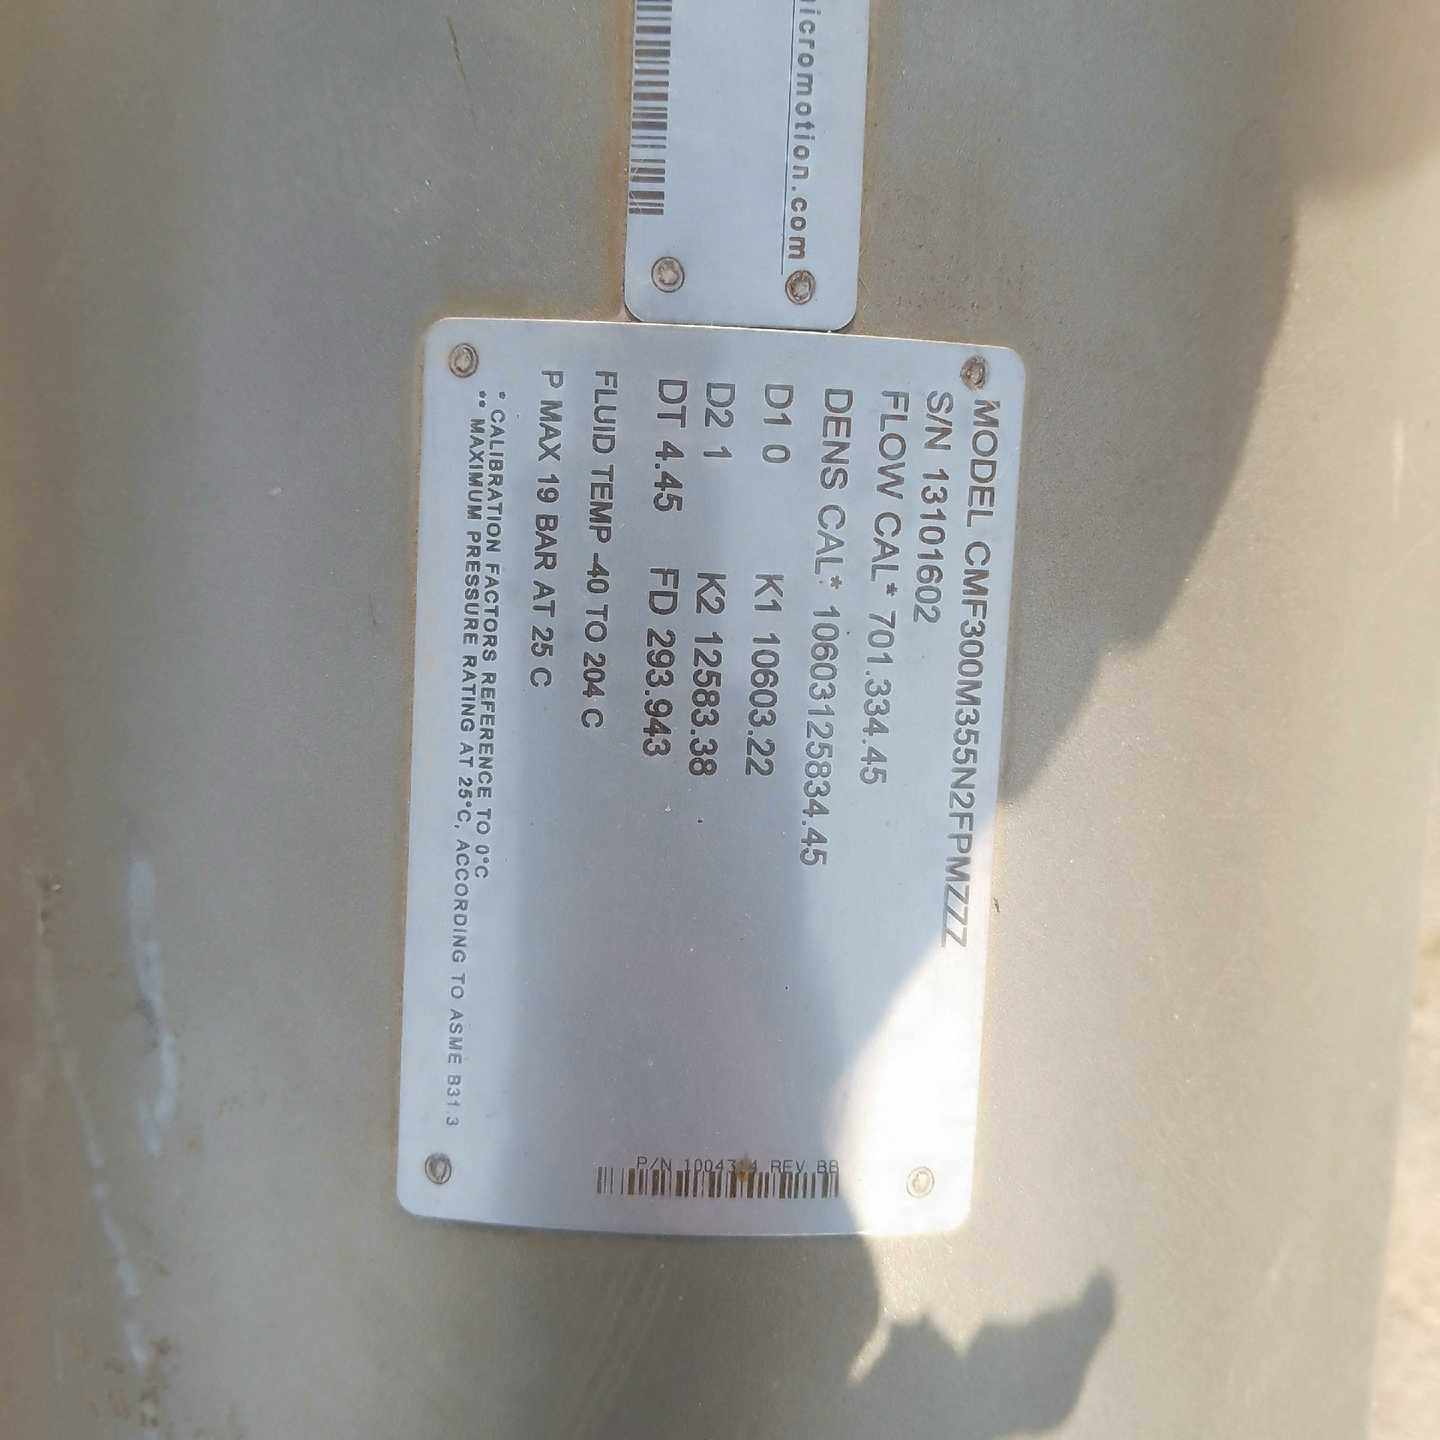 icromotion.com
MODEL CMF300M355N2FPMZZZ
S/N 13101602
FLOW CAL* 701.334.45
DENS CAL* 10603125834.45
D1 0 K1 10603.22
D2 1 K2 12583.38
DT 4.45 FD 293.943
FLUID TEMP -40 TO 204 C
P MAX 19 BAR AT 25 C
* CALIBRATION FACTORS REFERENCE TO 0°C
** MAXIMUM PRESSURE RATING AT 25°C, ACCORDING TO ASME B31.3
P/N REV BB